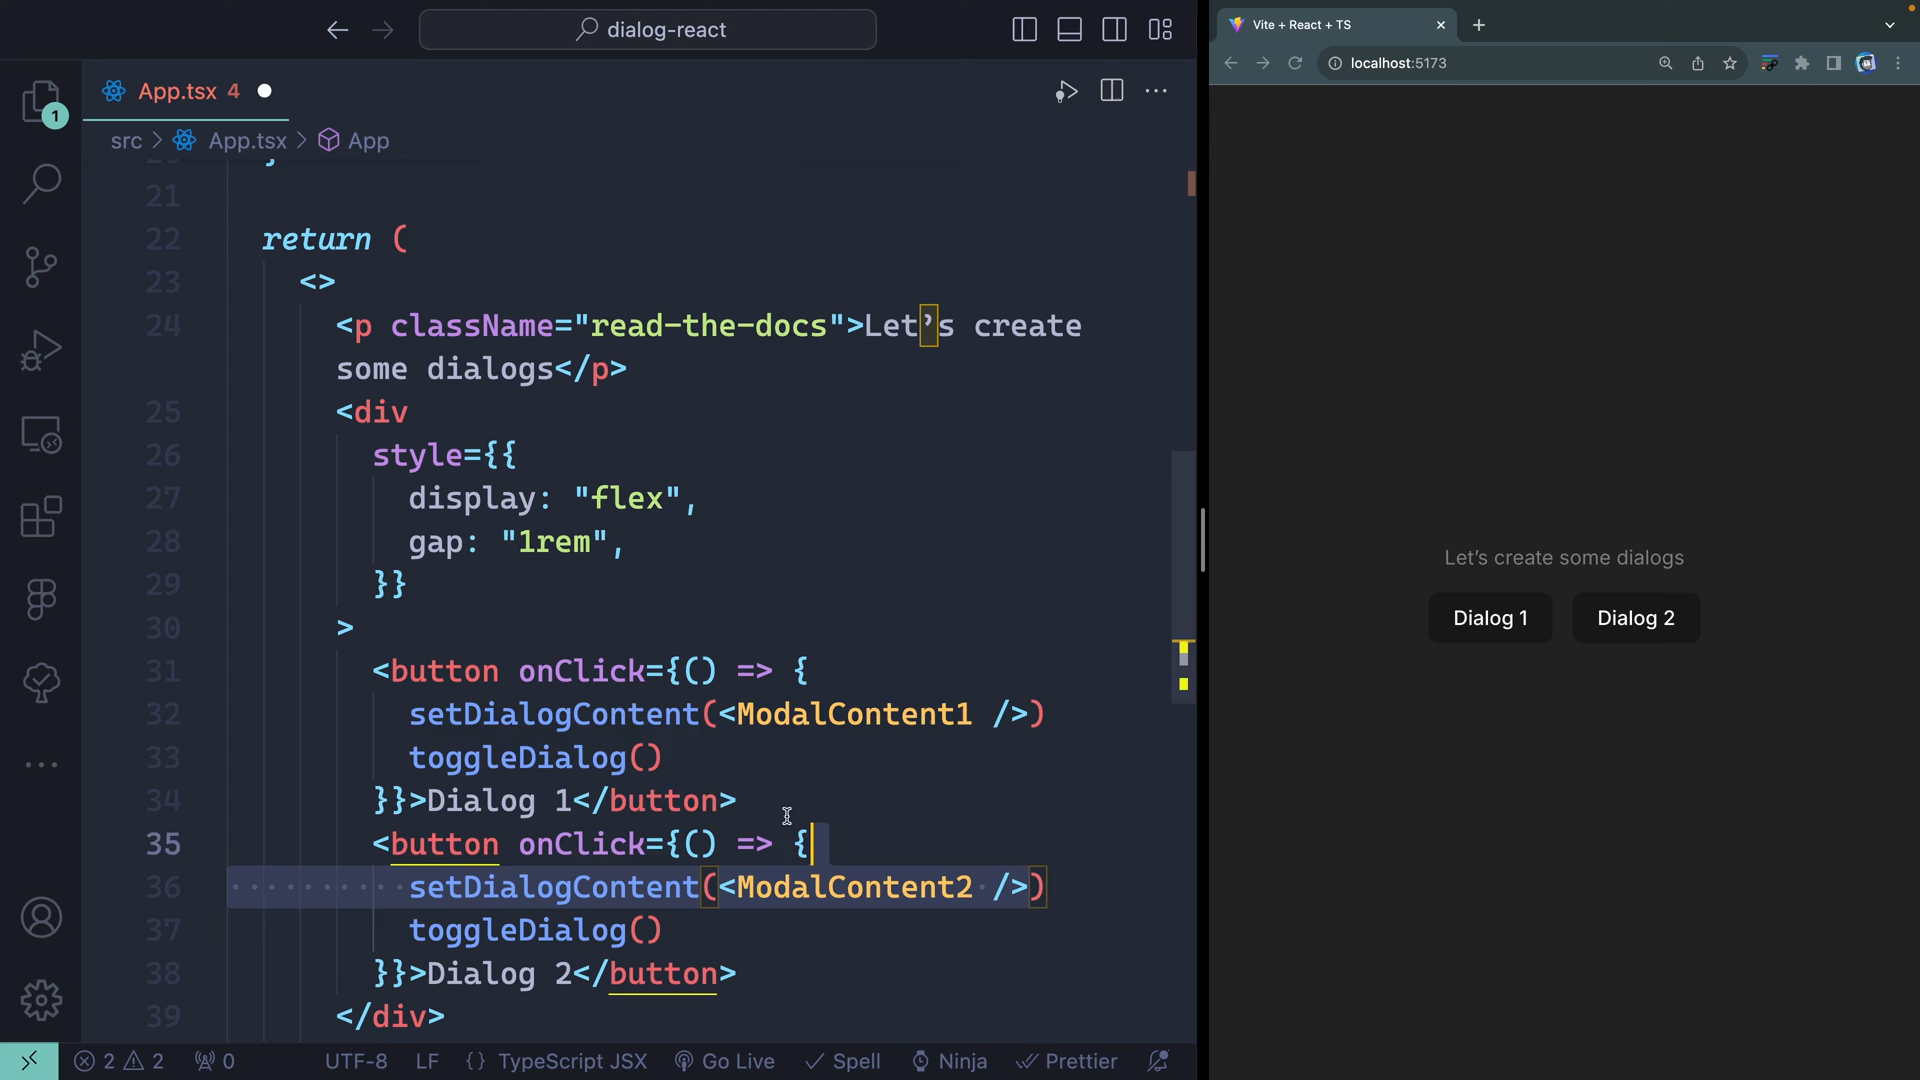 dialog-react
App.tsx 4
src > App.tsx > App
1
20 }
21
22 return (
23 <>
24 <p className="read-the-docs">Let’s create
some dialogs</p>
25 <div
26 style={{
27 display: "flex",
28 gap: "1rem",
29 }}
30 >
31 <button onClick={() => {
32 setDialogContent(<ModalContent1 />)
33 toggleDialog()
34 }}>Dialog 1</button>
35 <button onClick={() => {
36 setDialogContent(<ModalContent2 />)
37 toggleDialog()
38 }}>Dialog 2</button>
39 </div>
2 2 0 UTF-8 LF {} TypeScript JSX Go Live Spell Ninja Prettier
Vite + React + TS
localhost:5173
Let’s create some dialogs
Dialog 1 Dialog 2